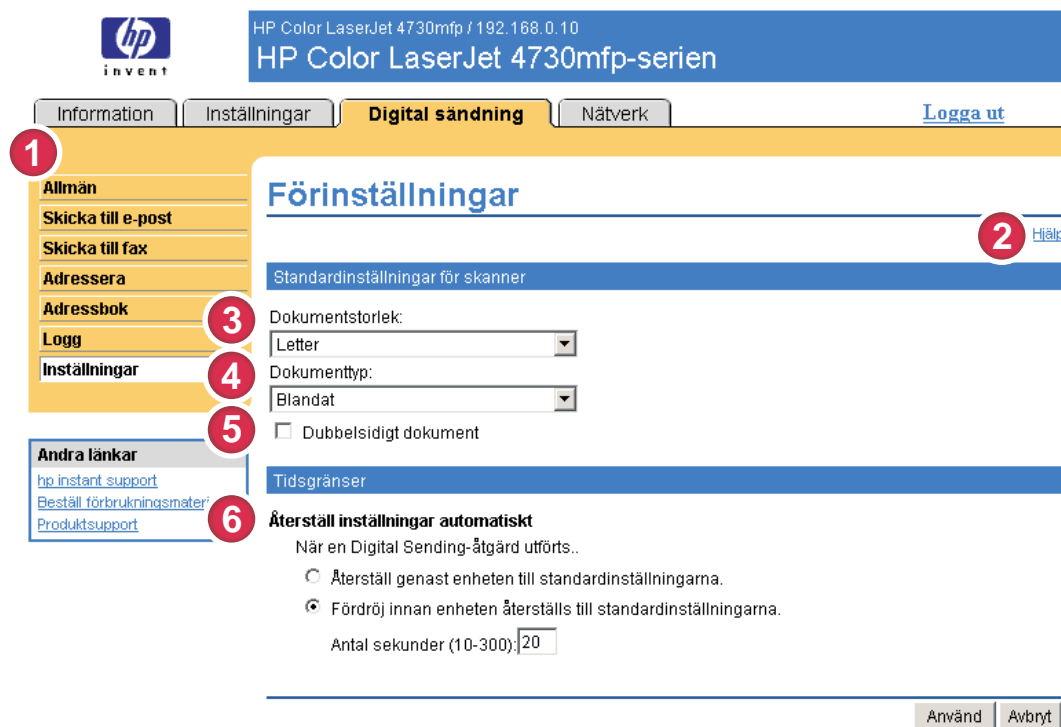 hp
invent
HP Color LaserJet 4730mfp / 192.168.0.10
HP Color LaserJet 4730mfp-serien
Information Inställningar Digital sändning Nätverk Logga ut
1
Allmän
Skicka till e-post
Skicka till fax
Adressera
Adressbok
Logg
Inställningar
Andra länkar
hp instant support
Beställ förbrukningsmateri
Produktsupport
Förinställningar
2 Hjälp
Standardinställningar för skanner
3 Dokumentstorlek:
Letter
4 Dokumenttyp:
Blandat
5 Dubbelsidigt dokument
Tidsgränser
6 Återställ inställningar automatiskt
När en Digital Sending-åtgärd utförts..
Återställ genast enheten till standardinställningarna.
Fördröj innan enheten återställs till standardinställningarna.
Antal sekunder (10-300): 20
Använd Avbryt